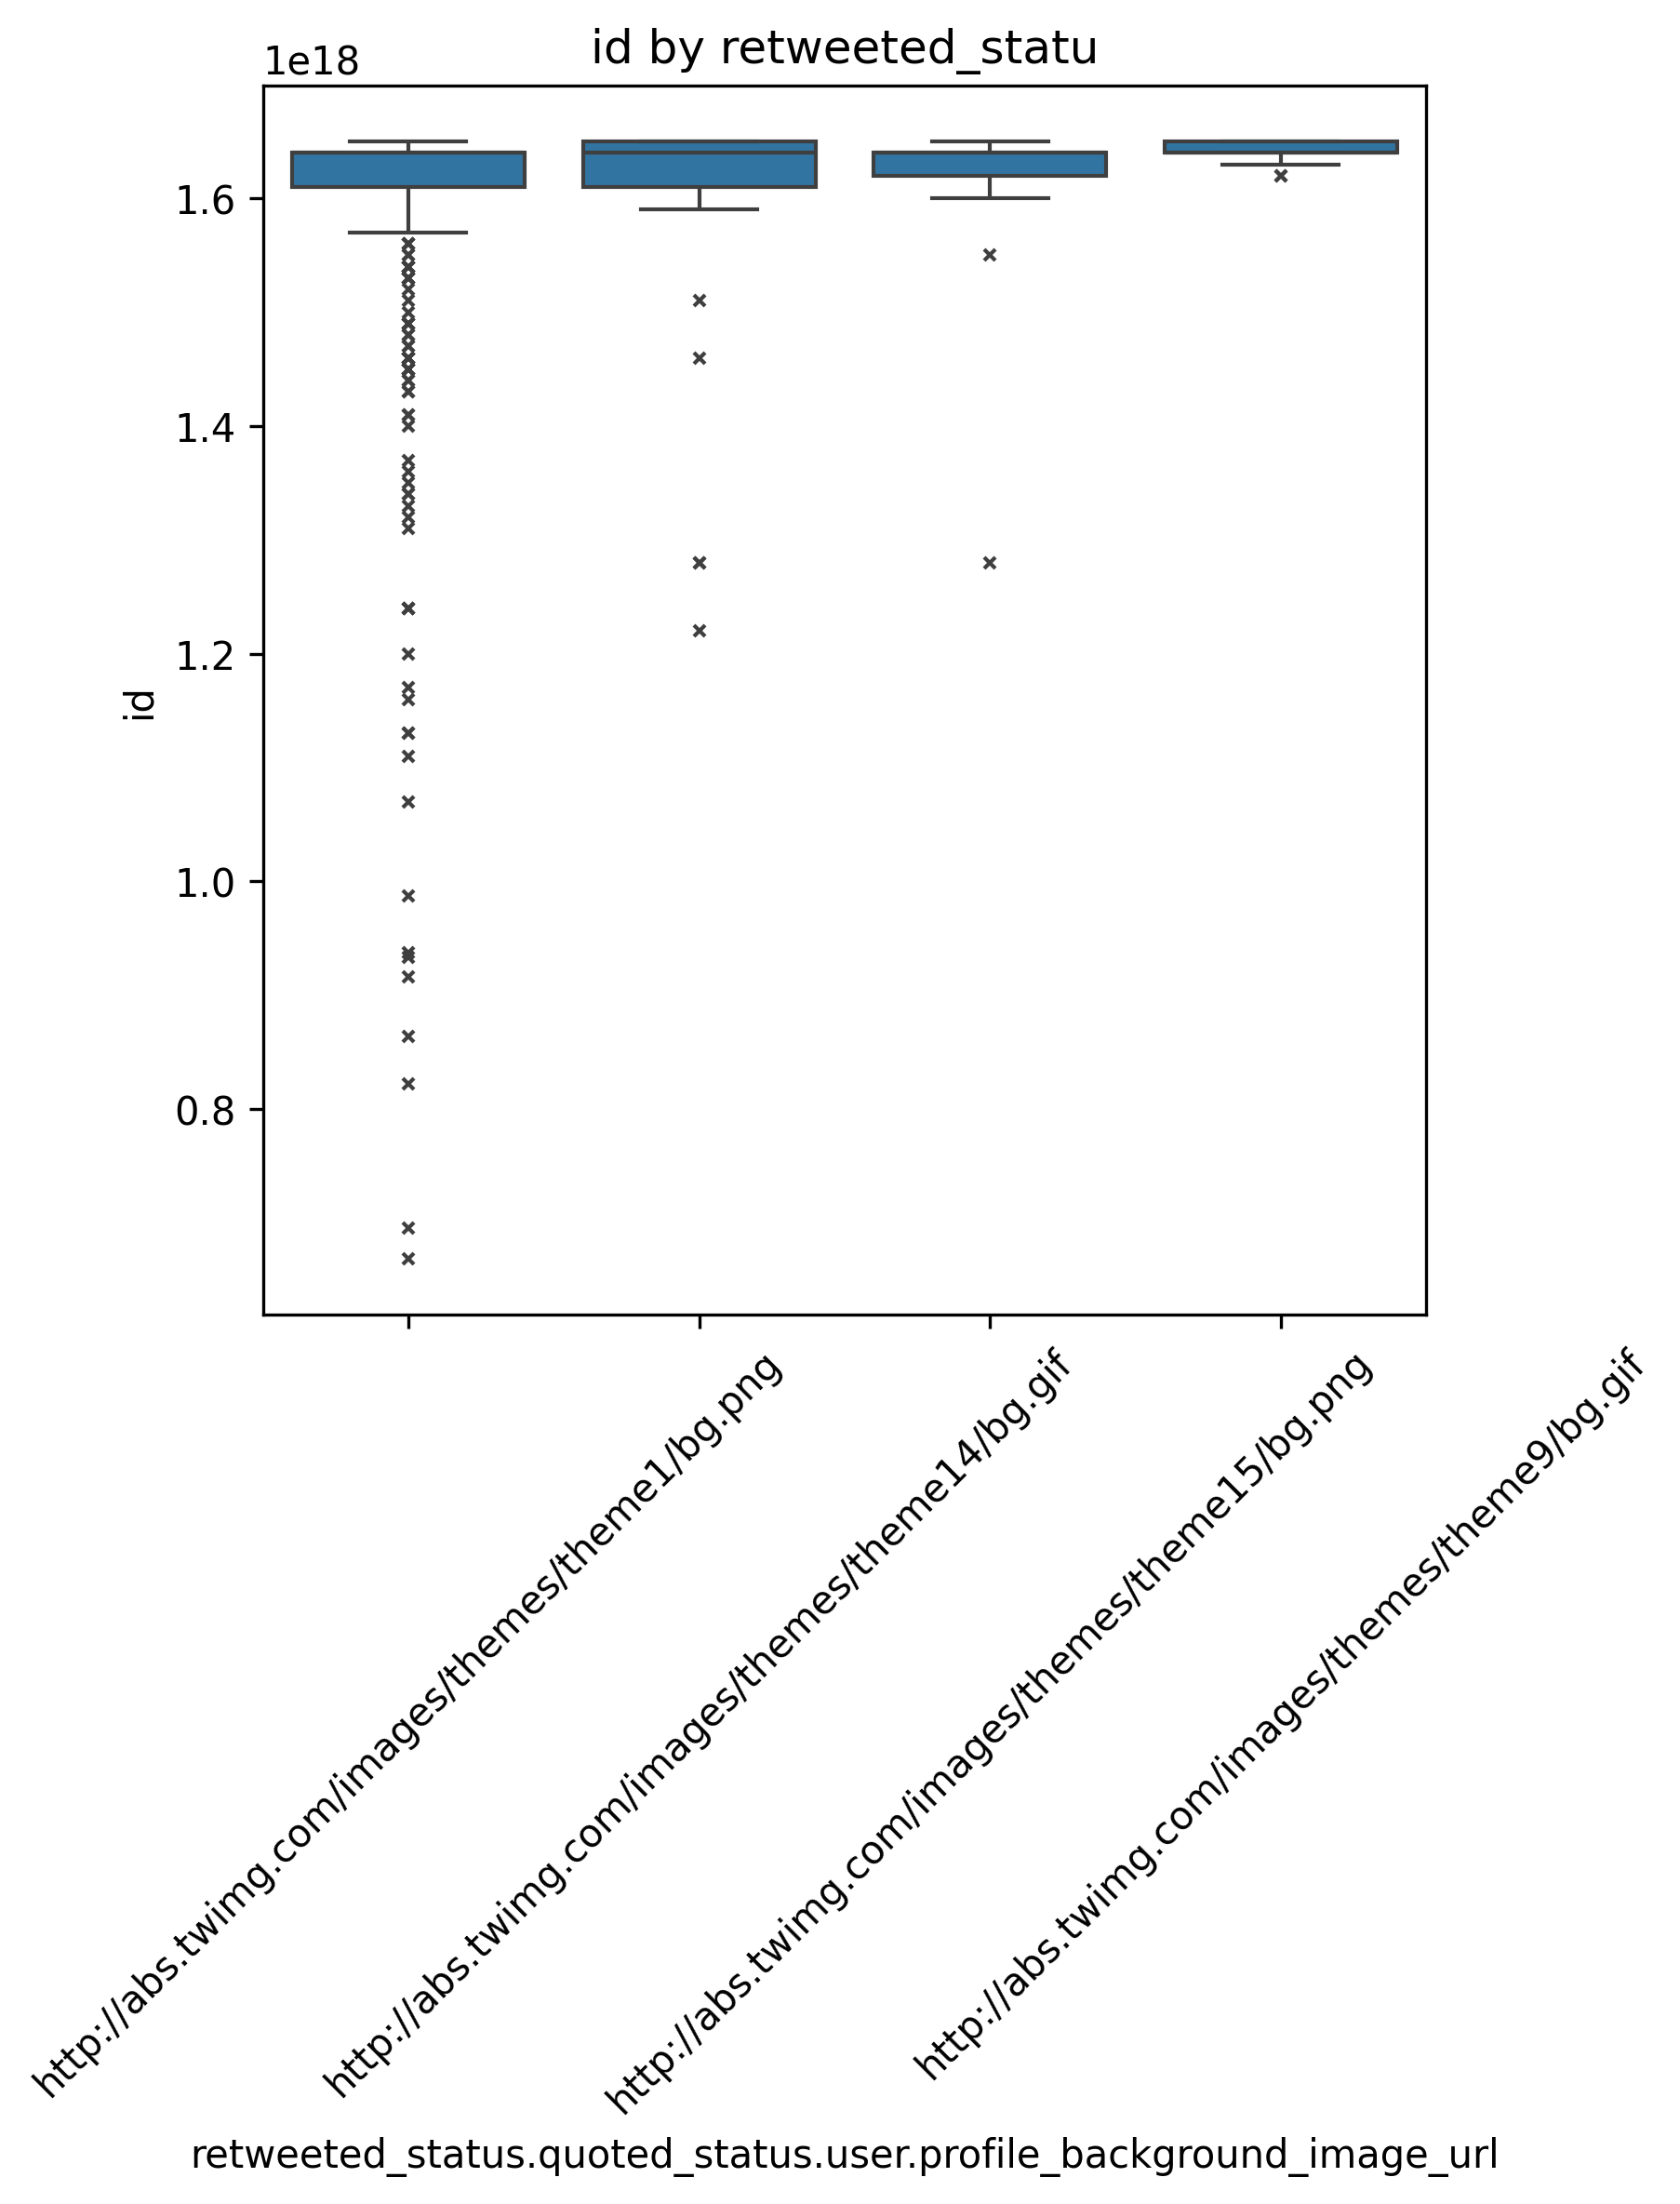 id by retweeted_statu
1e18
1.6
1.4
1.2
1.0
0.8
id
http://abs.twimg.com/images/themes/theme1/bg.png
http://abs.twimg.com/images/themes/theme14/bg.gif
http://abs.twimg.com/images/themes/theme15/bg.png
http://abs.twimg.com/images/themes/theme9/bg.gif
retweeted_status.quoted_status.user.profile_background_image_url